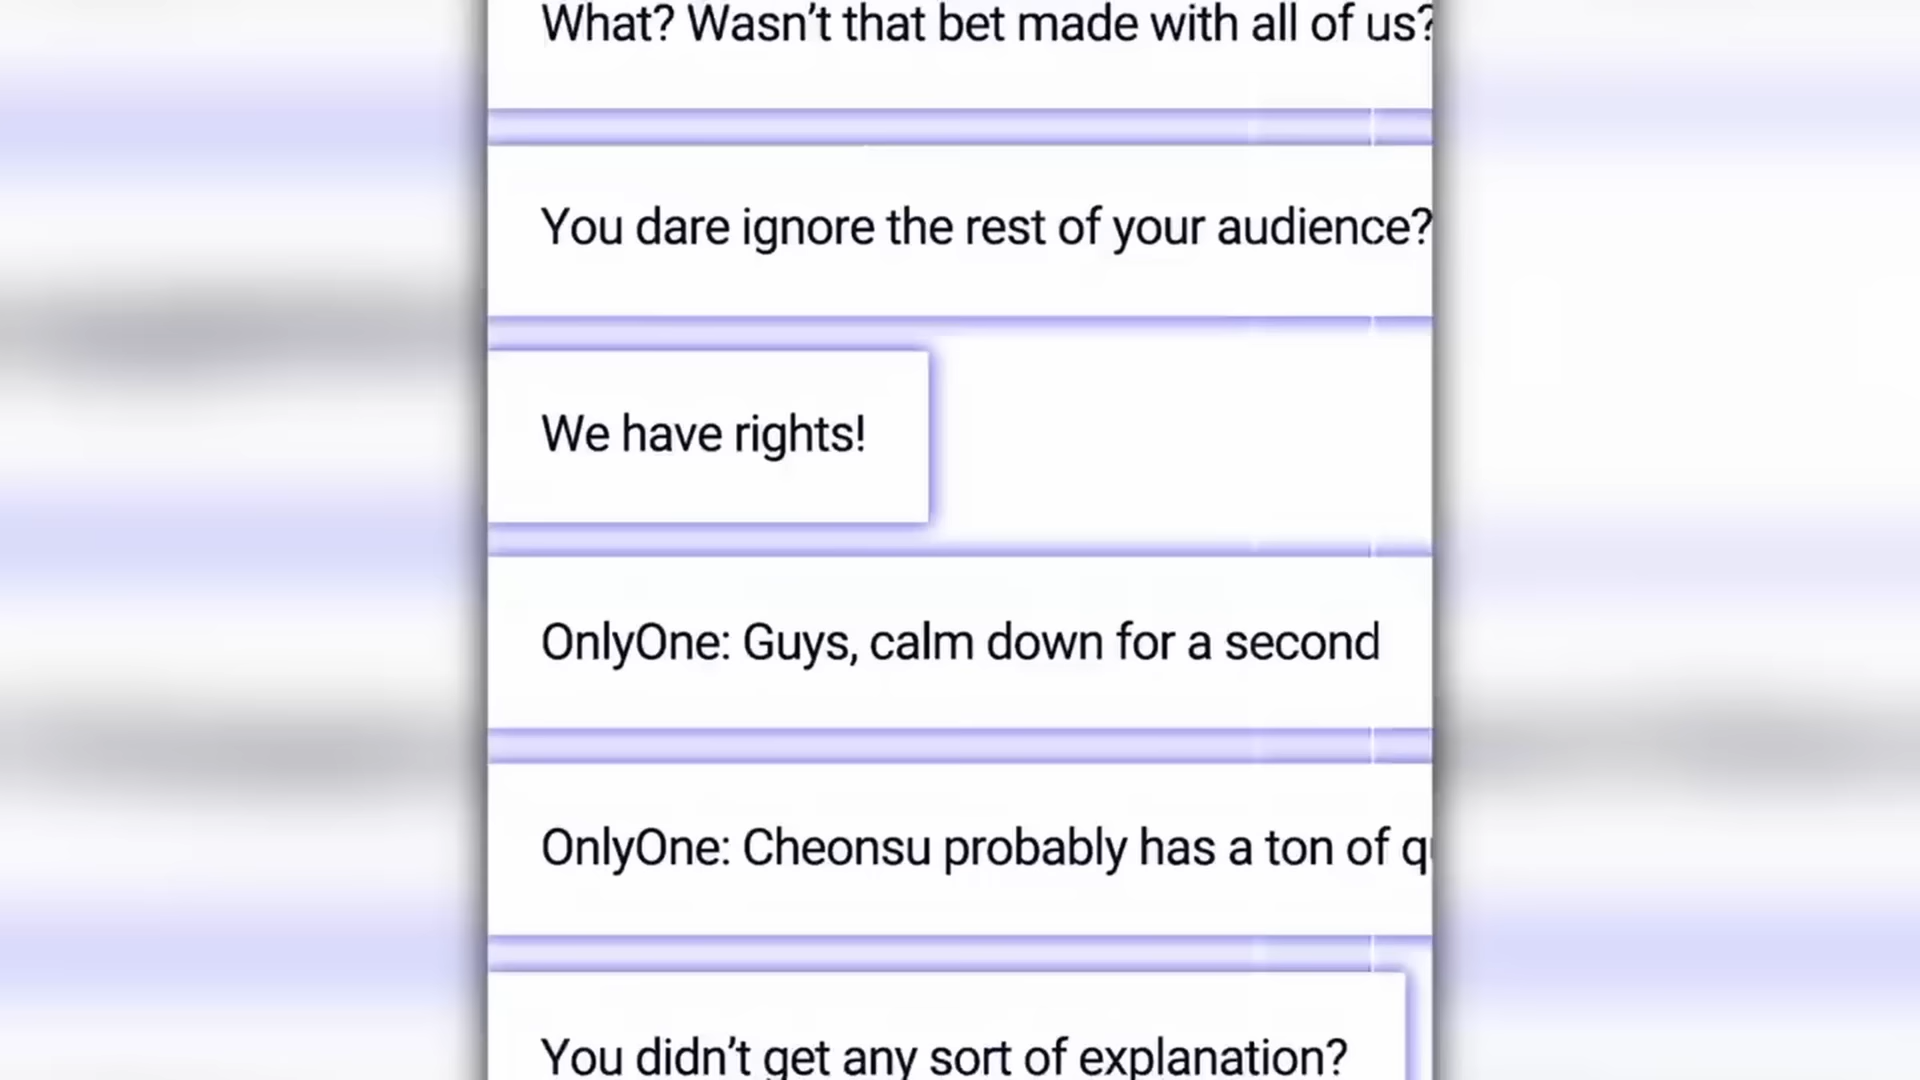 What? Wasn’t that bet made with all of us?
You dare ignore the rest of your audience?
We have rights!
OnlyOne: Guys, calm down for a second
OnlyOne: Cheonsu probably has a ton of
You didn’t get any sort of explanation?